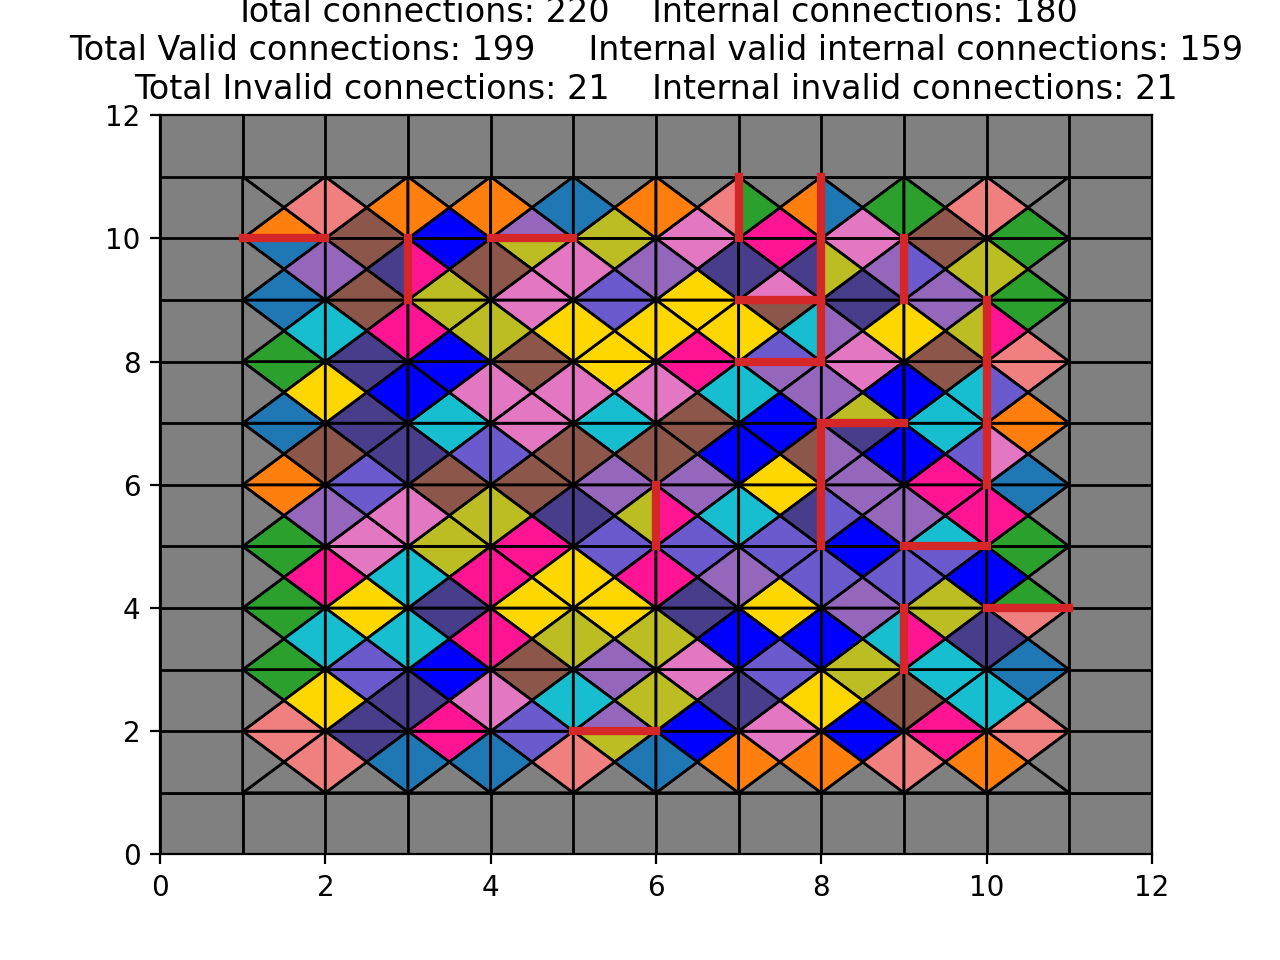 Total connections: 220    Internal connections: 180
Total Valid connections: 199    Internal valid internal connections: 159
Total Invalid connections: 21    Internal invalid connections: 21
12
10
8
6
4
2
0
0 2 4 6 8 10 12